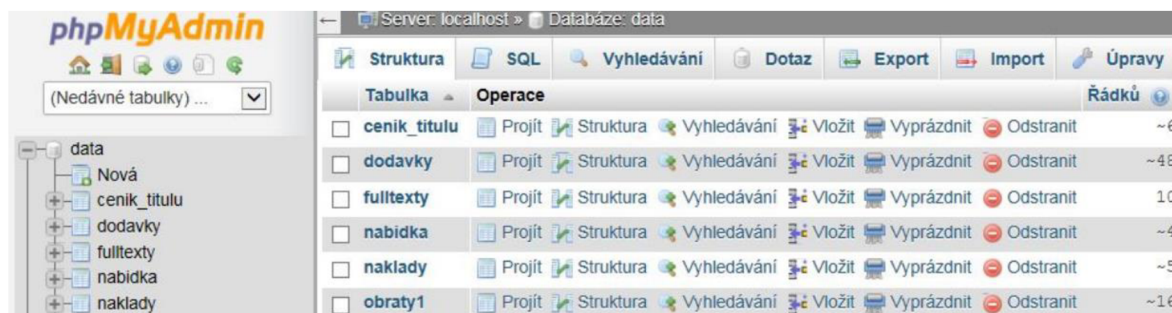 phpMyAdmin
(Nedávné tabulky) ...
data
Nová
cenik_titulu
dodavky
fulltexty
nabidka
naklady
Server: localhost » Databáze: data
Struktura SQL Vyhledávání Dotaz Export Import Úpravy
Tabulka Operace Řádků
cenik_titulu Projít Struktura Vyhledávání Vložit Vyprázdnit Odstranit
dodavky Projít Struktura Vyhledávání Vložit Vyprázdnit Odstranit
fulltexty Projít Struktura Vyhledávání Vložit Vyprázdnit Odstranit
nabidka Projít Struktura Vyhledávání Vložit Vyprázdnit Odstranit
naklady Projít Struktura Vyhledávání Vložit Vyprázdnit Odstranit
obraty1 Projít Struktura Vyhledávání Vložit Vyprázdnit Odstranit